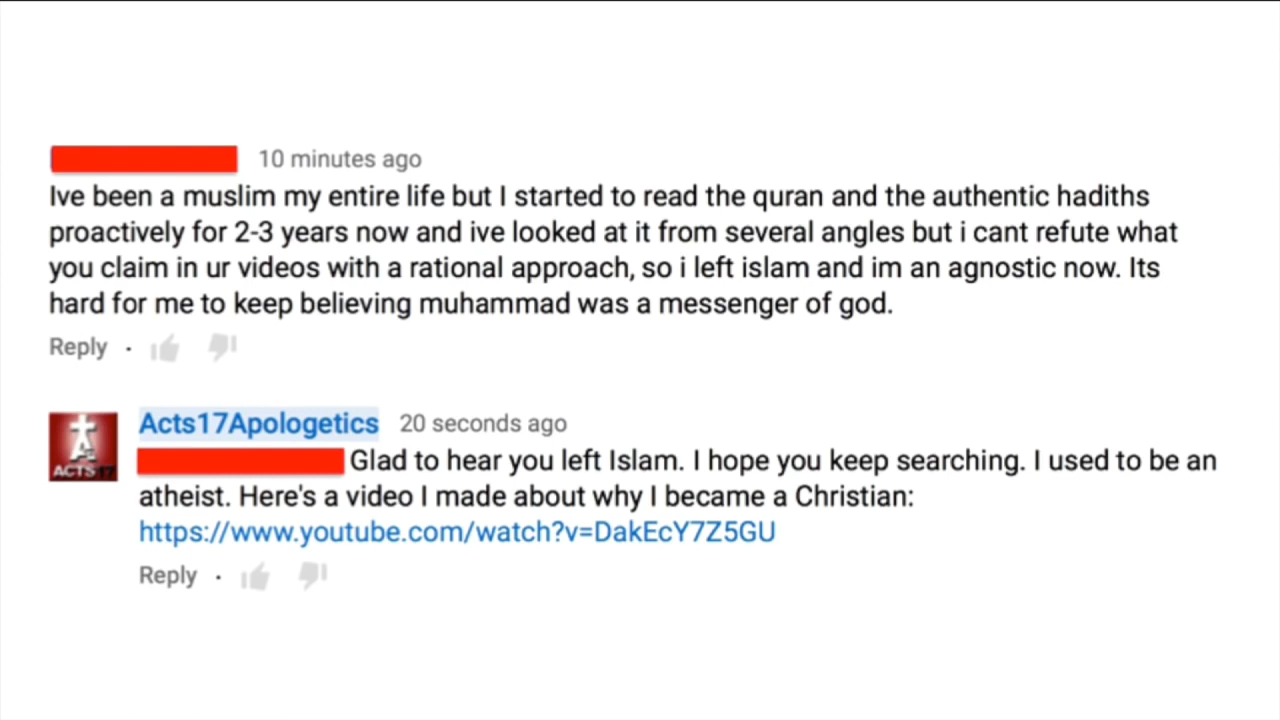 10 minutes ago
Ive been a muslim my entire life but I started to read the quran and the authentic hadiths
proactively for 2-3 years now and ive looked at it from several angles but i cant refute what
you claim in ur videos with a rational approach, so i left islam and im an agnostic now. Its
hard for me to keep believing muhammad was a messenger of god.
Reply ·
ACTS 17
Acts17Apologetics 20 seconds ago
Glad to hear you left Islam. I hope you keep searching. I used to be an
atheist. Here's a video I made about why I became a Christian:
https://www.youtube.com/watch?v=DakEcY7Z5GU
Reply ·